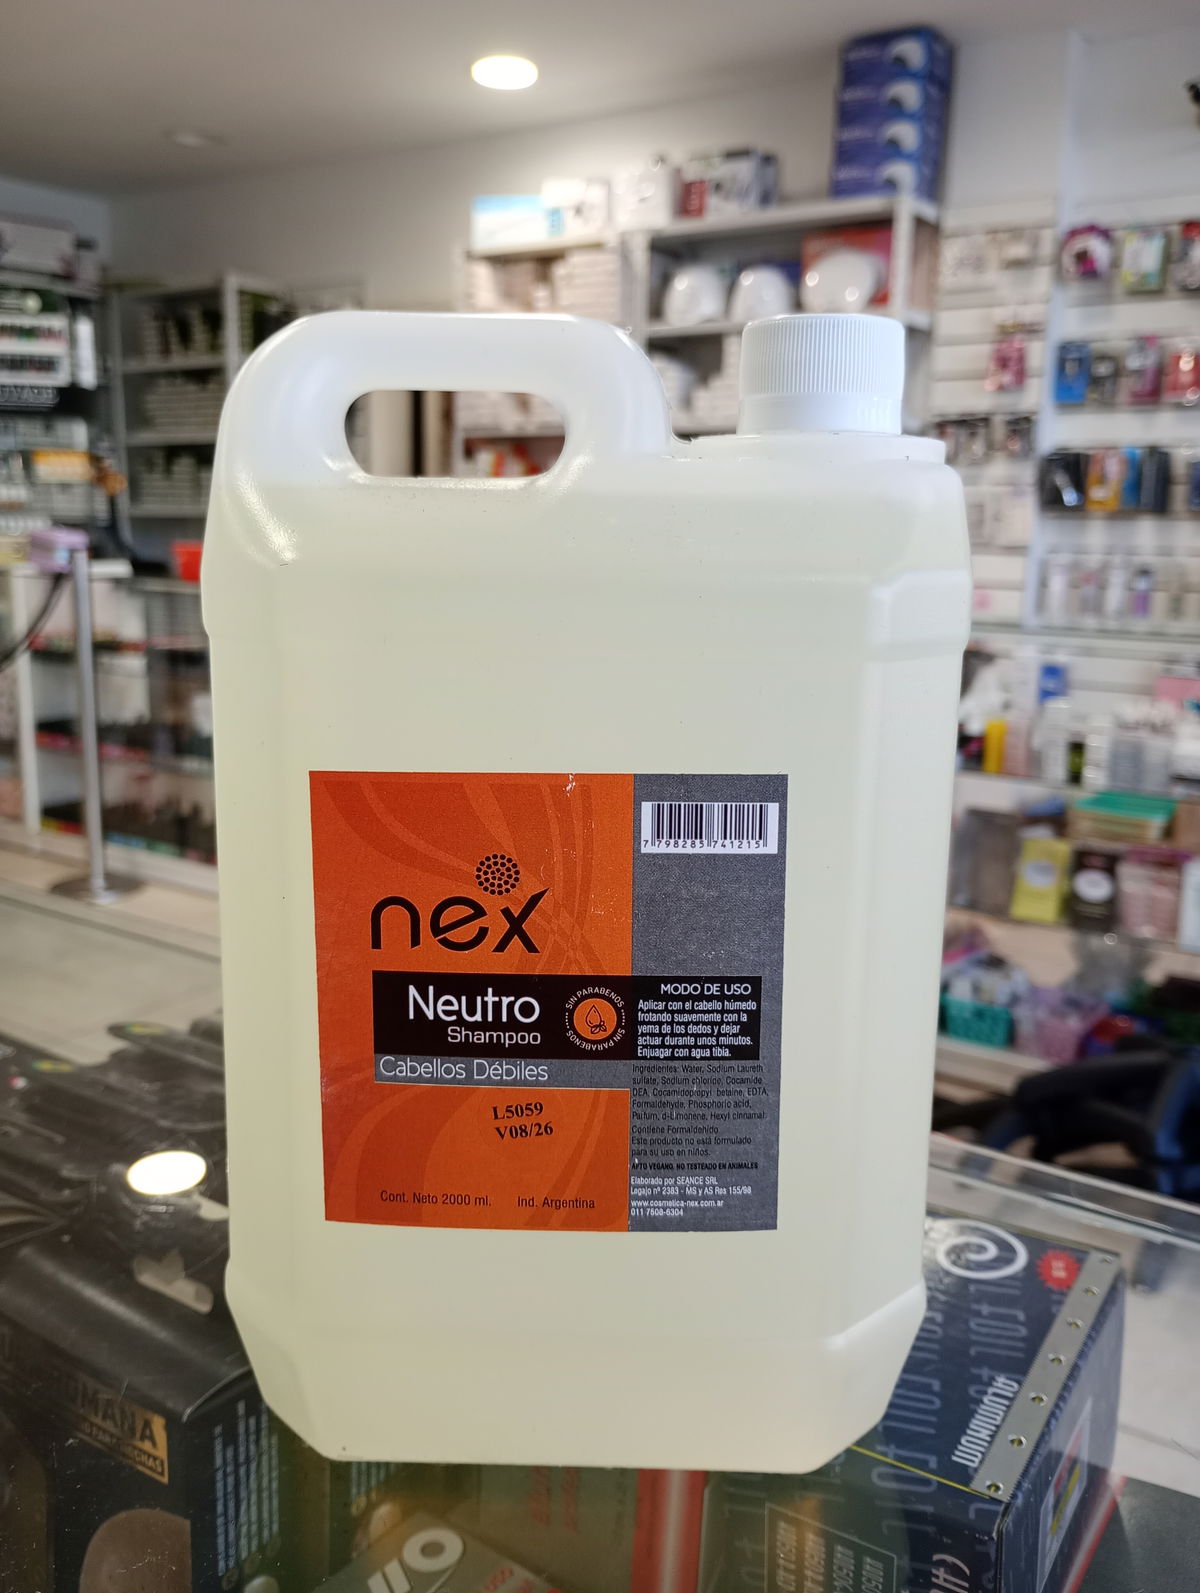 7 798285 741215
nex
Neutro
Shampoo
SIN PARABENOS
SIN PARABENOS
Cabellos Débiles
L5059
V08/26
Cont. Neto 2000 ml. Ind. Argentina
MODO DE USO
Aplicar con el cabello húmedo
frotando suavemente con la
yema de los dedos y dejar
actuar durante unos minutos.
Enjuagar con agua tibia.
Ingredientes: Water, Sodium Laureth
sulfate, Sodium chloride, Cocamide
DEA, Cocamidopropyl betaine, EDTA,
Formaldehyde, Phosphoric acid,
Parfum, d-Limonene, Hexyl cinnamal.
Contiene Formaldehído
Este producto no está formulado
para su uso en niños.
APTO VEGANO. NO TESTEADO EN ANIMALES
Elaborado por SEANCE SRL
Legajo nº 2383 - MS y AS Res 155/98
www.cosmetica-nex.com.ar
011 7508-6304
ALUMINIUM
FOIL